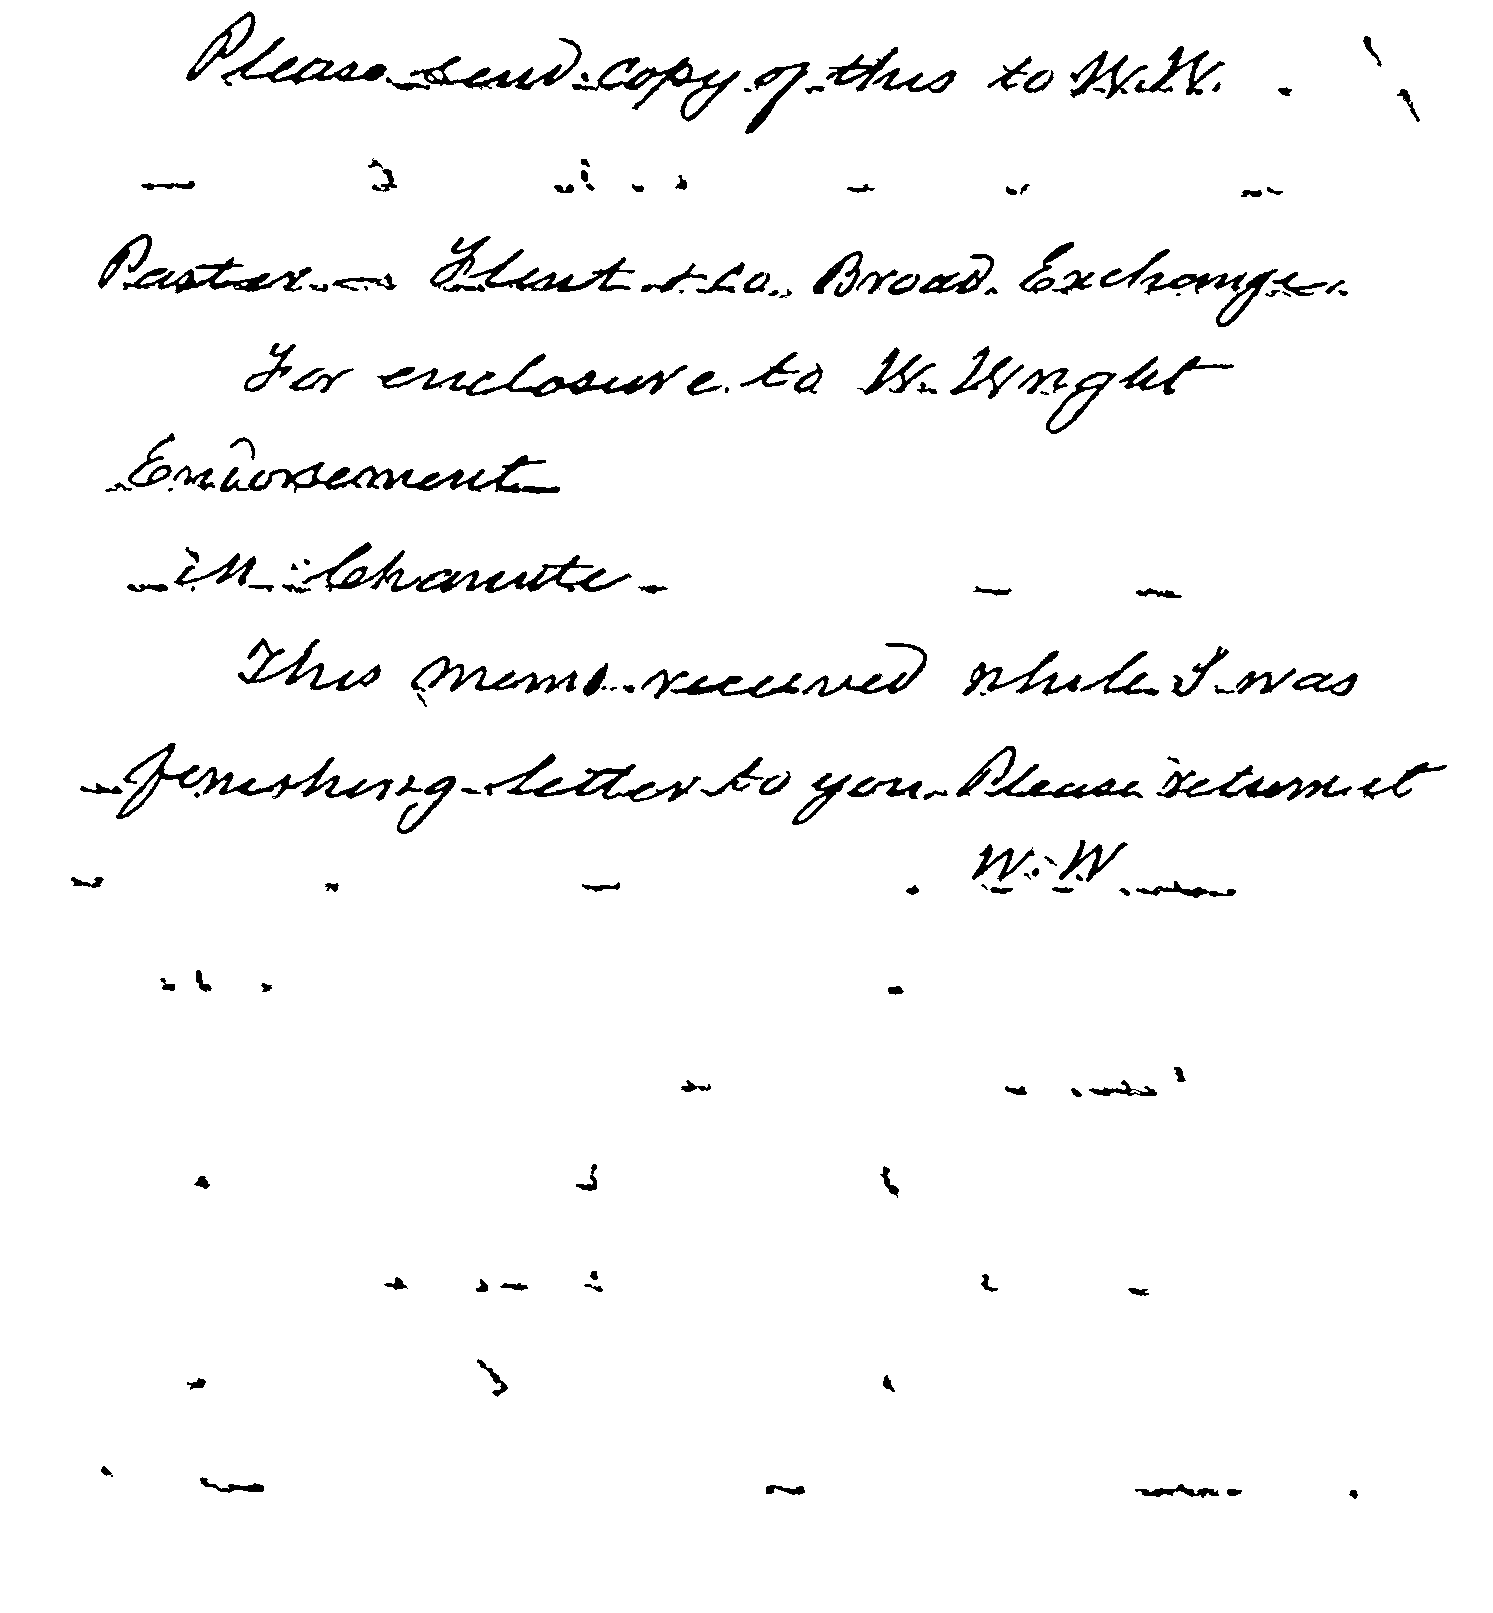 Please send copy of this to W.W.
Paster - Flint & Co. Broad Exchange.
For enclosure to W. Wright
Endorsement
in Chanute
This memo. received while I was
finishing letter to you. Please return it
W. W